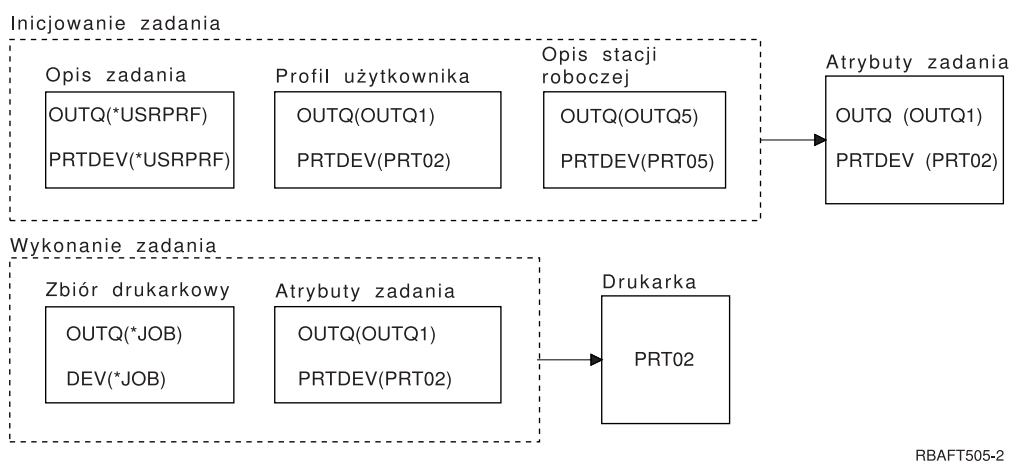 Inicjowanie zadania
Opis zadania
OUTQ(*USRPRF)
PRTDEV(*USRPRF)
Profil użytkownika
OUTQ(OUTQ1)
PRTDEV(PRT02)
Opis stacji
roboczej
OUTQ(OUTQ5)
PRTDEV(PRT05)
Atrybuty zadania
OUTQ (OUTQ1)
PRTDEV (PRT02)
Wykonanie zadania
Zbiór drukarkowy
OUTQ(*JOB)
DEV(*JOB)
Atrybuty zadania
OUTQ(OUTQ1)
PRTDEV(PRT02)
Drukarka
PRT02
RBAFT505-2